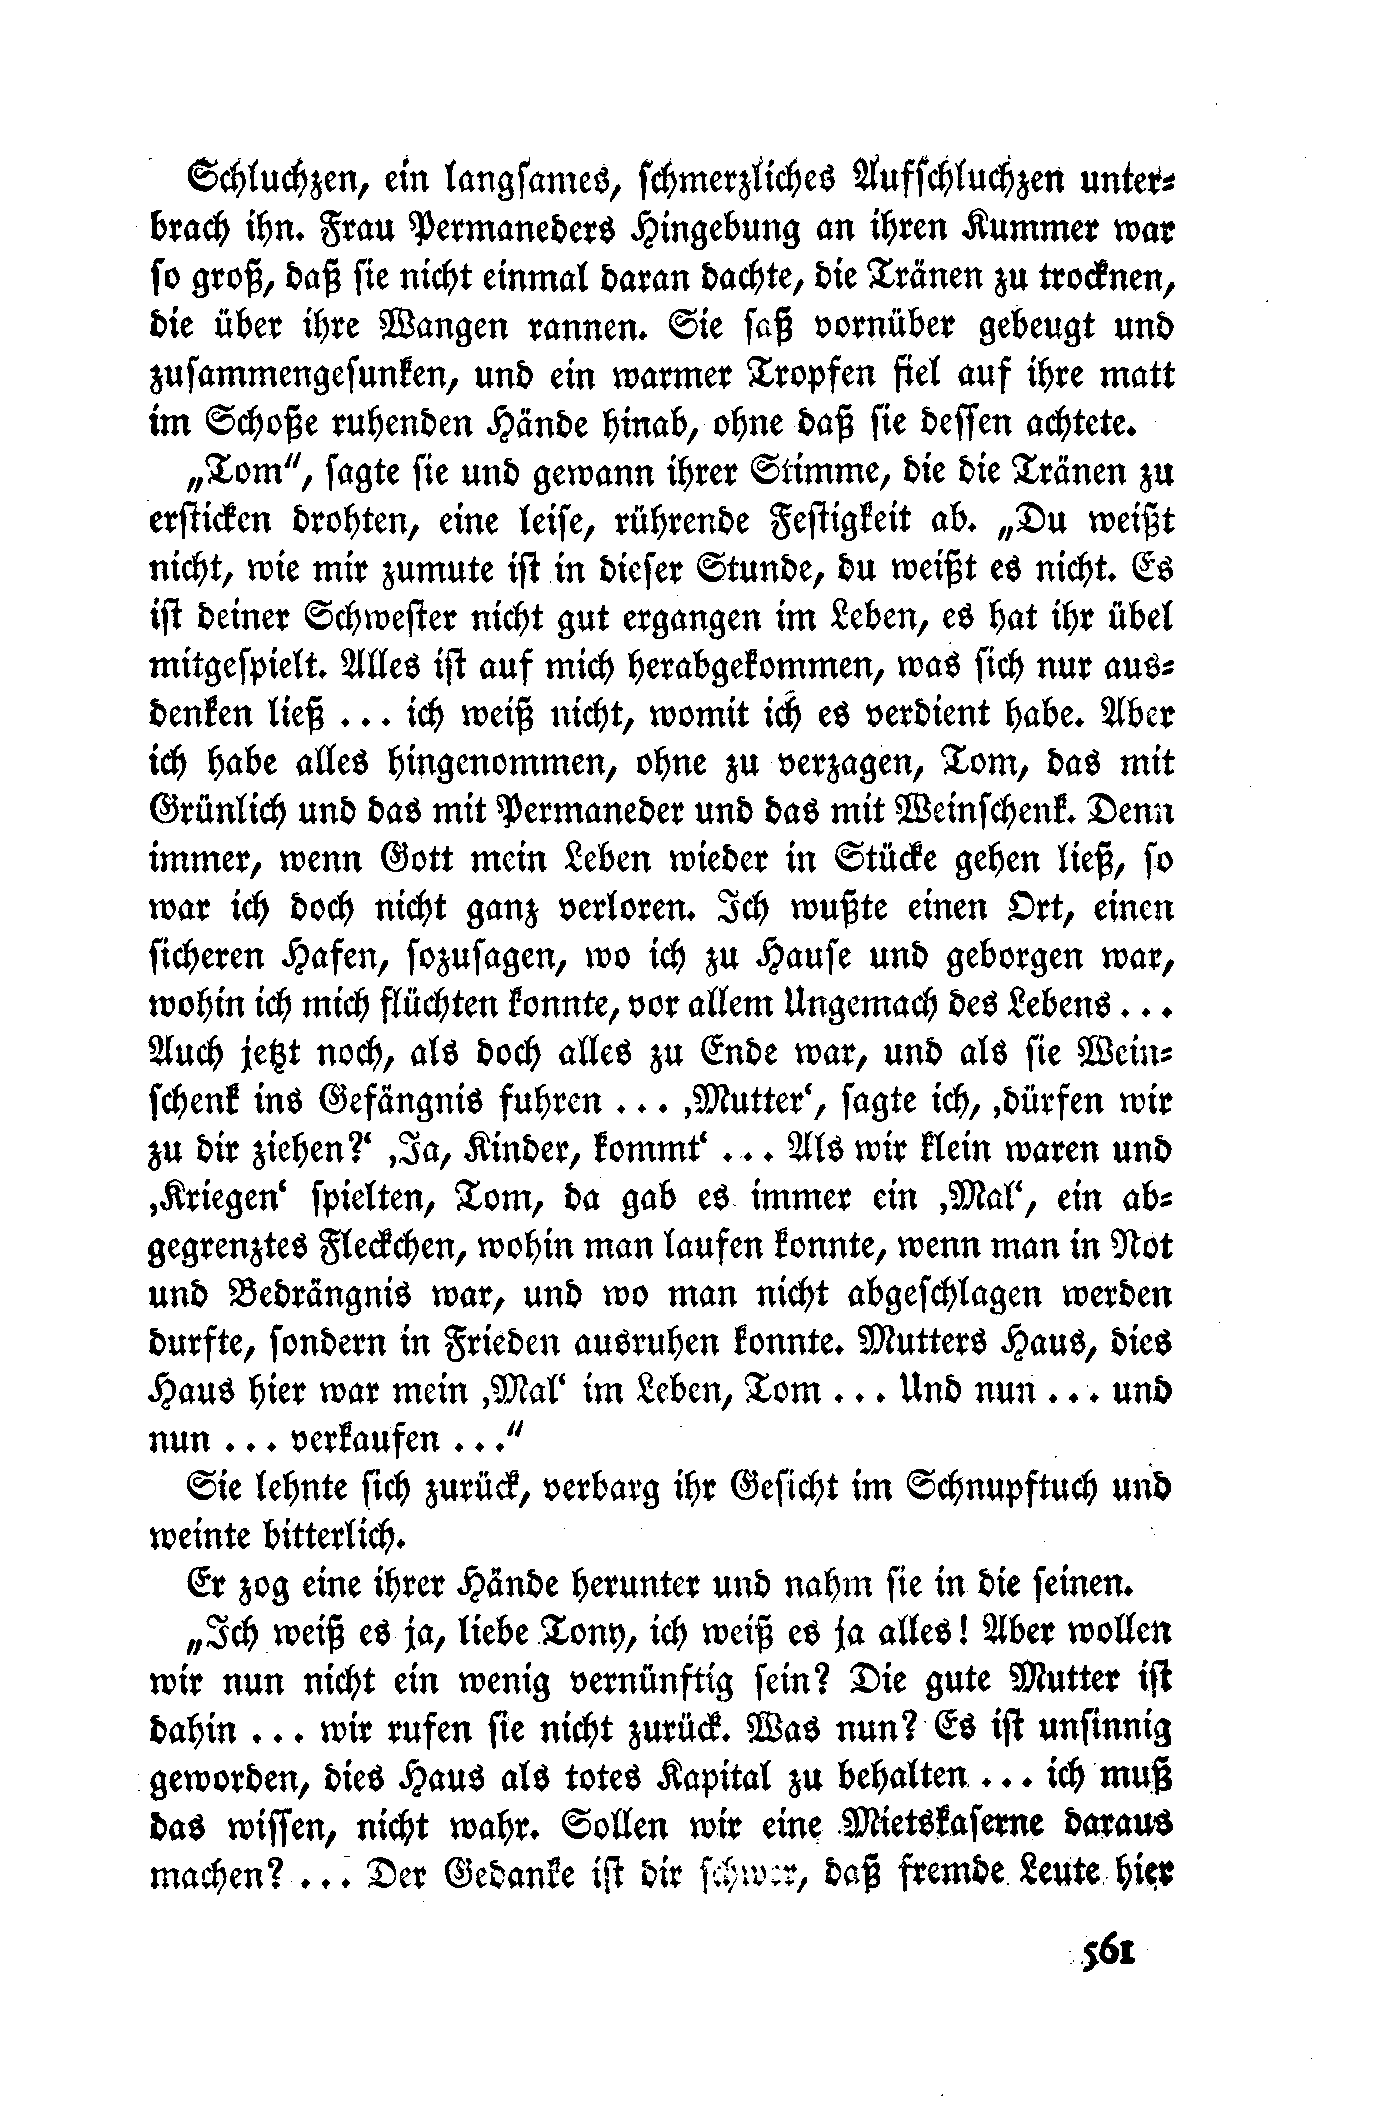 Schluchzen, ein langsames, schmerzliches Aufschluchzen unter-
brach ihn. Frau Permaneders Hingebung an ihren Kummer war
so groß, daß sie nicht einmal daran dachte, die Tränen zu trocknen,
die über ihre Wangen rannen. Sie saß vornüber gebeugt und
zusammengesunken, und ein warmer Tropfen fiel auf ihre matt
im Schoße ruhenden Hände hinab, ohne daß sie dessen achtete.
„Tom“, sagte sie und gewann ihrer Stimme, die die Tränen zu
ersticken drohten, eine leise, rührende Festigkeit ab. „Du weißt
nicht, wie mir zumute ist in dieser Stunde, du weißt es nicht. Es
ist deiner Schwester nicht gut ergangen im Leben, es hat ihr übel
mitgespielt. Alles ist auf mich herabgekommen, was sich nur aus-
denken ließ ... ich weiß nicht, womit ich es verdient habe. Aber
ich habe alles hingenommen, ohne zu verzagen, Tom, das mit
Grünlich und das mit Permaneder und das mit Weinschenk. Denn
immer, wenn Gott mein Leben wieder in Stücke gehen ließ, so
war ich doch nicht ganz verloren. Ich wußte einen Ort, einen
sicheren Hafen, sozusagen, wo ich zu Hause und geborgen war,
wohin ich mich flüchten konnte, vor allem Ungemach des Lebens ...
Auch jetzt noch, als doch alles zu Ende war, und als sie Wein-
schenk ins Gefängnis fuhren ... ‚Mutter‘, sagte ich, ‚dürfen wir
zu dir ziehen?‘ ‚Ja, Kinder, kommt‘ ... Als wir klein waren und
‚Kriegen‘ spielten, Tom, da gab es immer ein ‚Mal‘, ein ab-
gegrenztes Fleckchen, wohin man laufen konnte, wenn man in Not
und Bedrängnis war, und wo man nicht abgeschlagen werden
durfte, sondern in Frieden ausruhen konnte. Mutters Haus, dies
Haus hier war mein ‚Mal‘ im Leben, Tom ... Und nun ... und
nun ... verkaufen ...“
Sie lehnte sich zurück, verbarg ihr Gesicht im Schnupftuch und
weinte bitterlich.
Er zog eine ihrer Hände herunter und nahm sie in die seinen.
„Ich weiß es ja, liebe Tony, ich weiß es ja alles! Aber wollen
wir nun nicht ein wenig vernünftig sein? Die gute Mutter ist
dahin ... wir rufen sie nicht zurück. Was nun? Es ist unsinnig
geworden, dies Haus als totes Kapital zu behalten ... ich muß
das wissen, nicht wahr. Sollen wir eine Mietskaserne daraus
machen? ... Der Gedanke ist dir schwer, daß fremde Leute hier
561